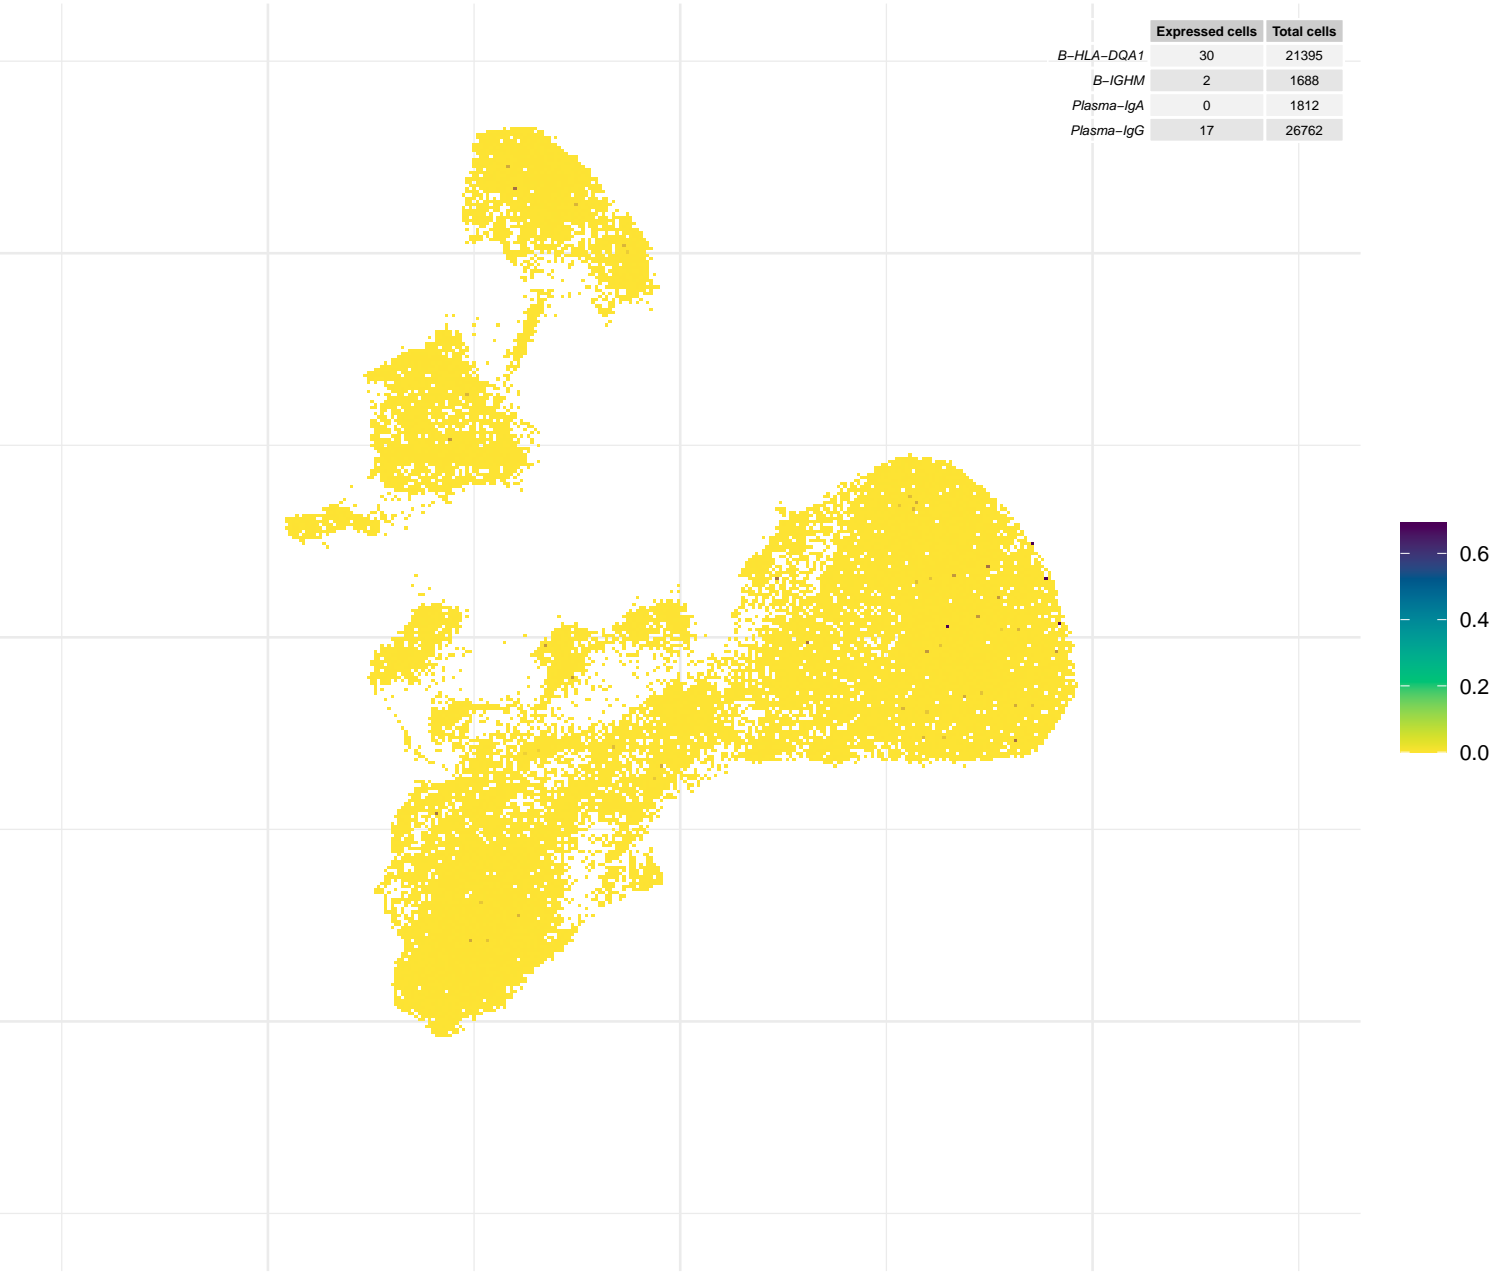 Expressed cells Total cells
B−HLA−DQA1 30 21395
B−IGHM 2 1688
Plasma−IgA 0 1812
Plasma−IgG 17 26762
0.6
0.4
0.2
0.0